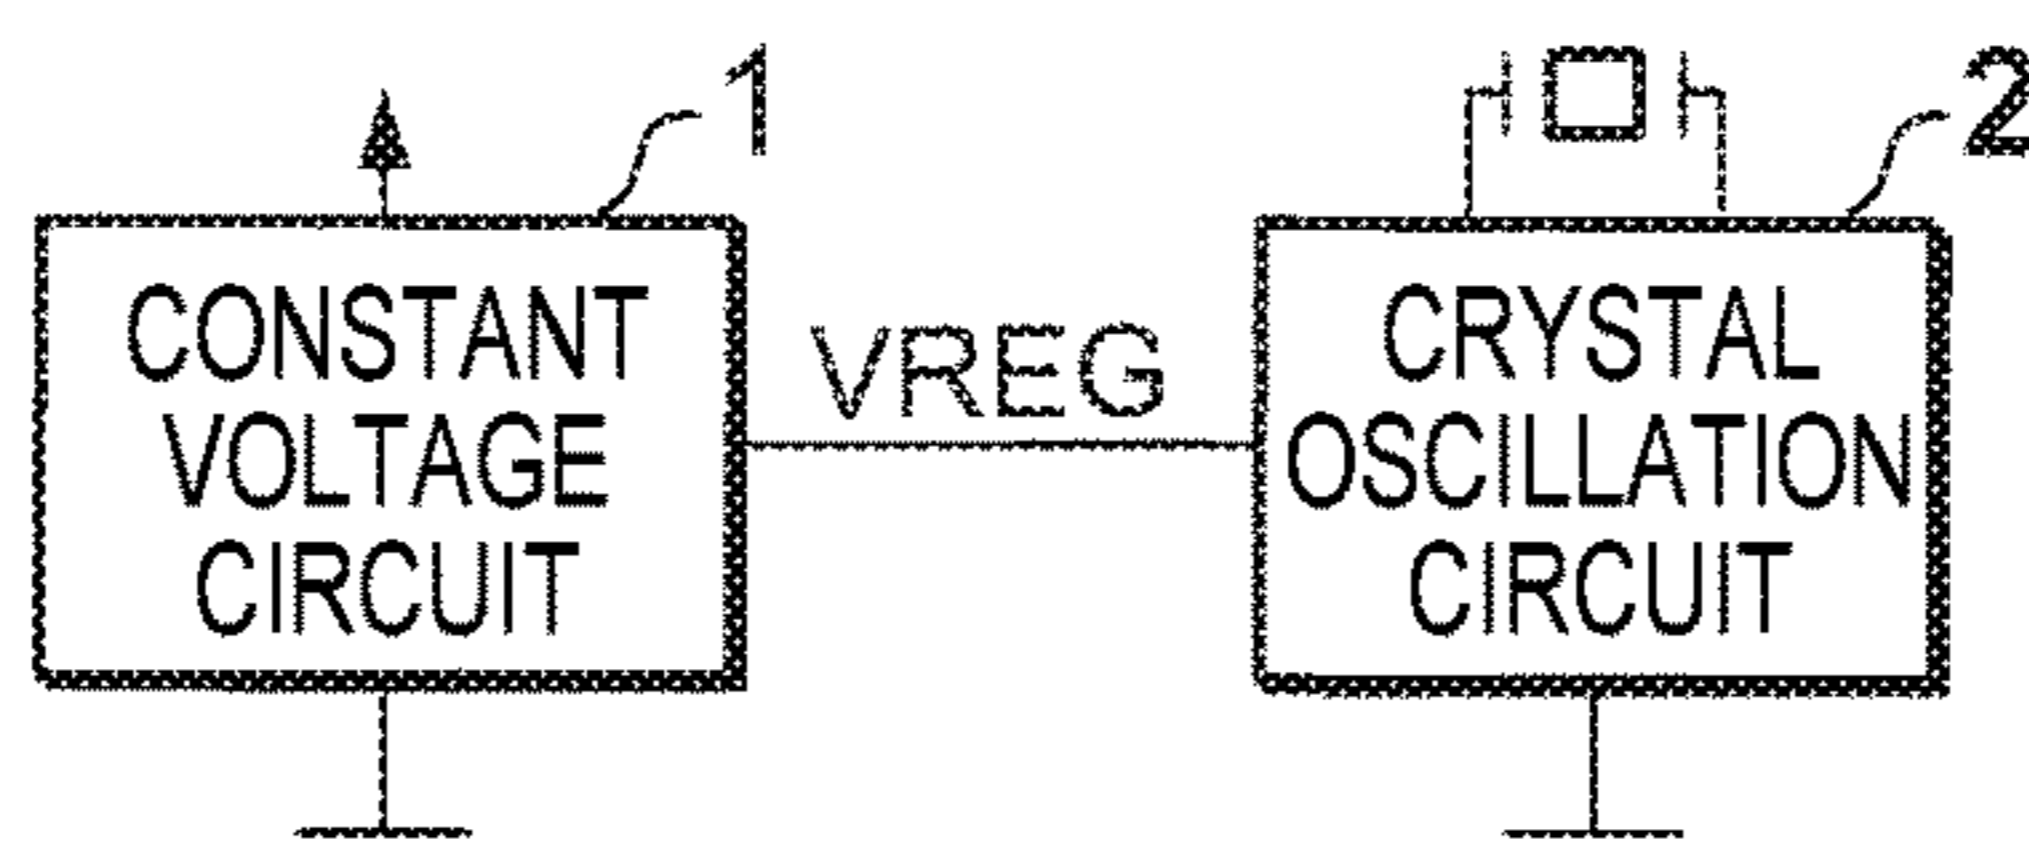 1
2
CONSTANT
VOLTAGE
CIRCUIT
VREG
CRYSTAL
OSCILLATION
CIRCUIT